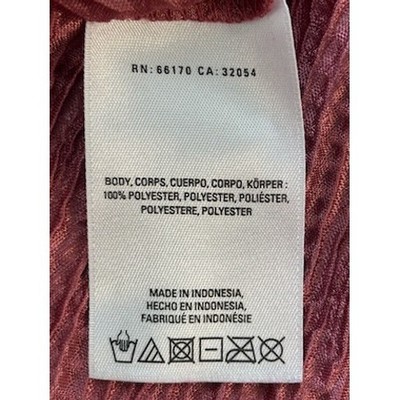 RN: 66170 CA: 32054
BODY, CORPS, CUERPO, CORPO, KÖRPER :
100% POLYESTER, POLYESTER, POLIÉSTER,
POLYESTERE, POLYESTER
MADE IN INDONESIA,
HECHO EN INDONESIA,
FABRIQUÉ EN INDONÉSIE